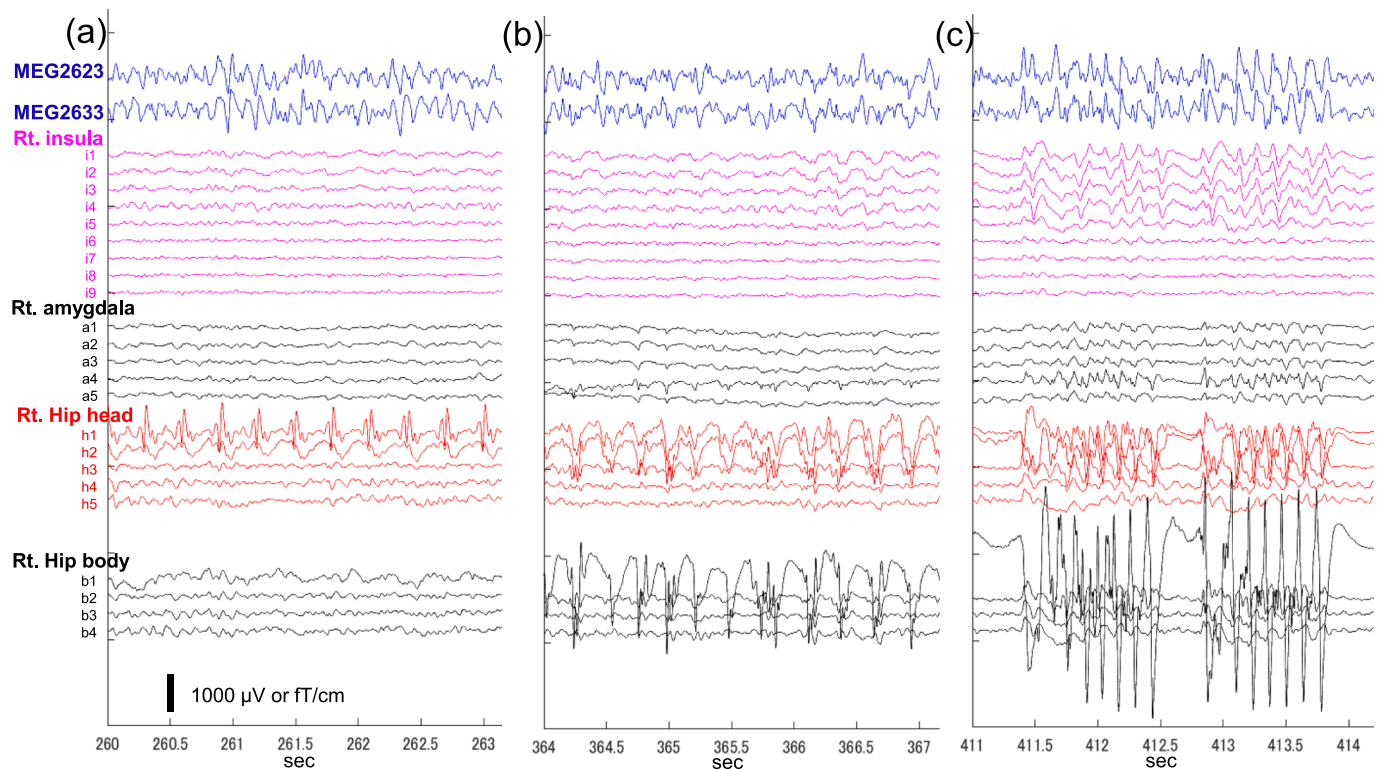 (a) (b) (c)
MEG2623
MEG2633
Rt. insula
i1
i2
i3
i4
i5
i6
i7
i8
i9
Rt. amygdala
a1
a2
a3
a4
a5
Rt. Hip head
h1
h2
h3
h4
h5
Rt. Hip body
b1
b2
b3
b4
1000 µV or fT/cm
260 260.5 261 261.5 262 262.5 263 364 364.5 365 365.5 366 366.5 367 411 411.5 412 412.5 413 413.5 414
sec sec sec